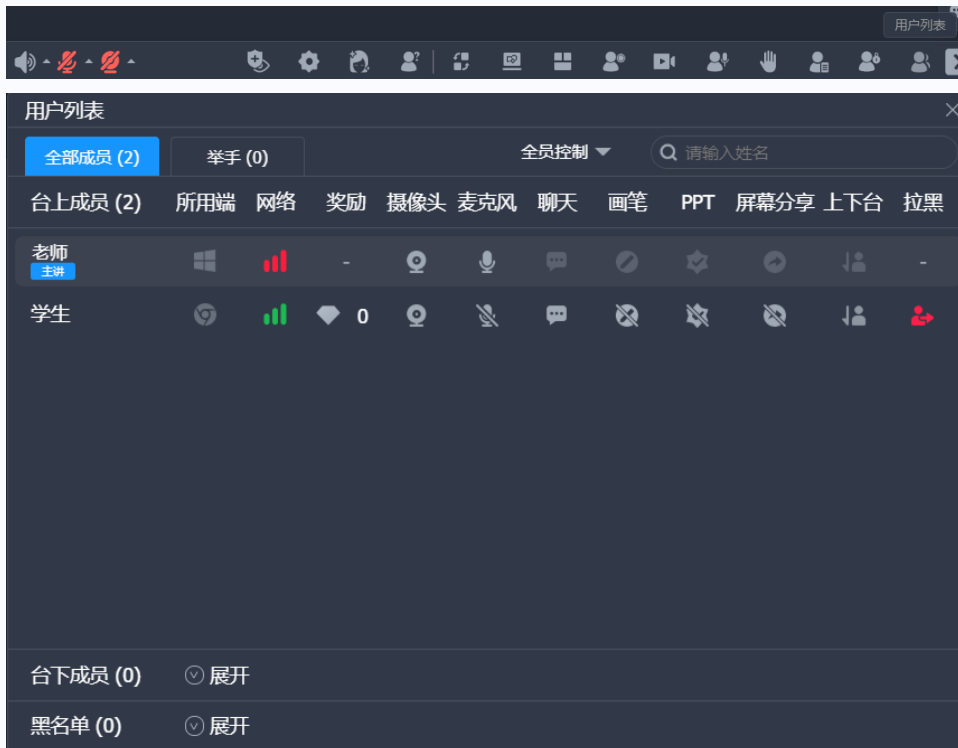 用户列表
用户列表
全部成员 (2) 举手 (0) 全员控制 请输入姓名
台上成员 (2) 所用端 网络 奖励 摄像头 麦克风 聊天 画笔 PPT 屏幕分享 上下台 拉黑
老师 - -
主讲
学生 0
台下成员 (0) 展开
黑名单 (0) 展开